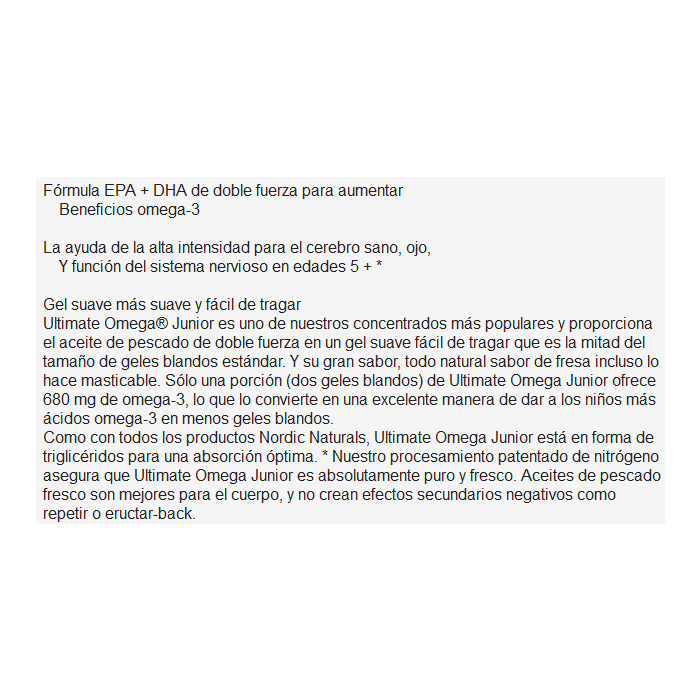 Fórmula EPA + DHA de doble fuerza para aumentar
Beneficios omega-3
La ayuda de la alta intensidad para el cerebro sano, ojo,
Y función del sistema nervioso en edades 5 + *
Gel suave más suave y fácil de tragar
Ultimate Omega® Junior es uno de nuestros concentrados más populares y proporciona
el aceite de pescado de doble fuerza en un gel suave fácil de tragar que es la mitad del
tamaño de geles blandos estándar. Y su gran sabor, todo natural sabor de fresa incluso lo
hace masticable. Sólo una porción (dos geles blandos) de Ultimate Omega Junior ofrece
680 mg de omega-3, lo que lo convierte en una excelente manera de dar a los niños más
ácidos omega-3 en menos geles blandos.
Como con todos los productos Nordic Naturals, Ultimate Omega Junior está en forma de
triglicéridos para una absorción óptima. * Nuestro procesamiento patentado de nitrógeno
asegura que Ultimate Omega Junior es absolutamente puro y fresco. Aceites de pescado
fresco son mejores para el cuerpo, y no crean efectos secundarios negativos como
repetir o eructar-back.